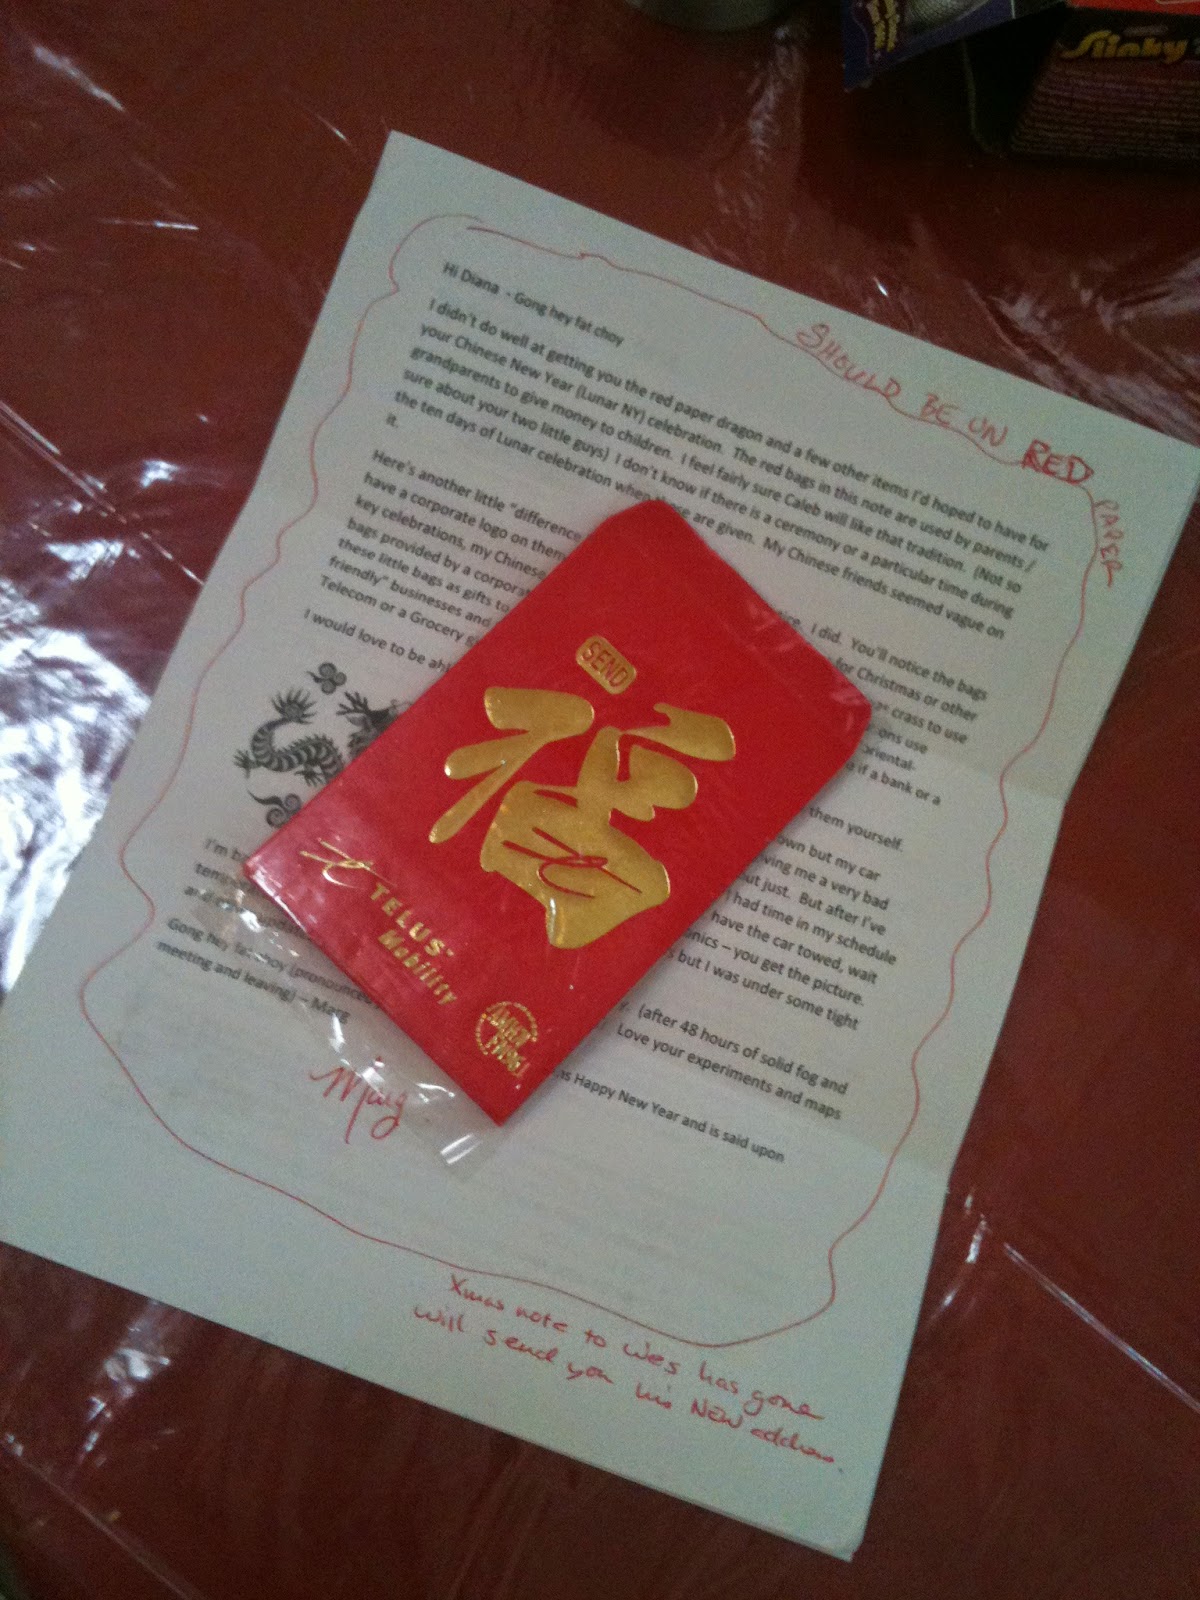 SHOULD BE ON RED PAPER
Hi Diana - Gong hey fat choy
I didn't do well at getting you the red paper dragon and a few other items I'd hoped to have for
your Chinese New Year (Lunar NY) celebration. The red bags in this note are used by parents /
grandparents to give money to children. I feel fairly sure Caleb will like that tradition. (Not so
sure about your two little guys) I don't know if there is a ceremony or a particular time during
the ten days of Lunar celebration when these are given. My Chinese friends seemed vague on
it.
Here's another little "difference I did. You'll notice the bags
have a corporate logo on them for Christmas or other
key celebrations, my Chinese crass to use
bags provided by a use
these little bags as gifts to oriental-
friendly" businesses and if a bank or a
Telecom or a Grocery
I would love to be them yourself.
but my car
me a very bad
just. But after I've
had time in my schedule
have the car towed, wait
– you get the picture.
but I was under some tight
I'm (after 48 hours of solid fog and
Love your experiments and maps
and
Gong hey fat choy (pronounced Happy New Year and is said upon
meeting and leaving) – Marg
Marg
Xmas note to Wes has gone
will send you his NEW address.
SEND
福
TELUS™
Mobility
Slinky